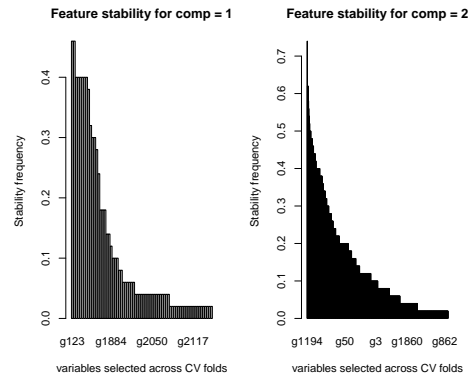 Feature stability for comp = 1
Stability frequency
0.4
0.3
0.2
0.1
0.0
g123 g1884 g2050 g2117
variables selected across CV folds
Feature stability for comp = 2
Stability frequency
0.7
0.6
0.5
0.4
0.3
0.2
0.1
0.0
g1194 g50 g3 g1860 g862
variables selected across CV folds